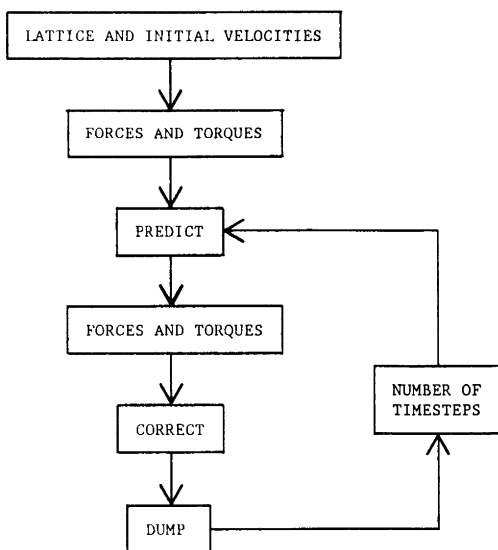 LATTICE AND INITIAL VELOCITIES
FORCES AND TORQUES
PREDICT
FORCES AND TORQUES
CORRECT
DUMP
NUMBER OF
TIMESTEPS